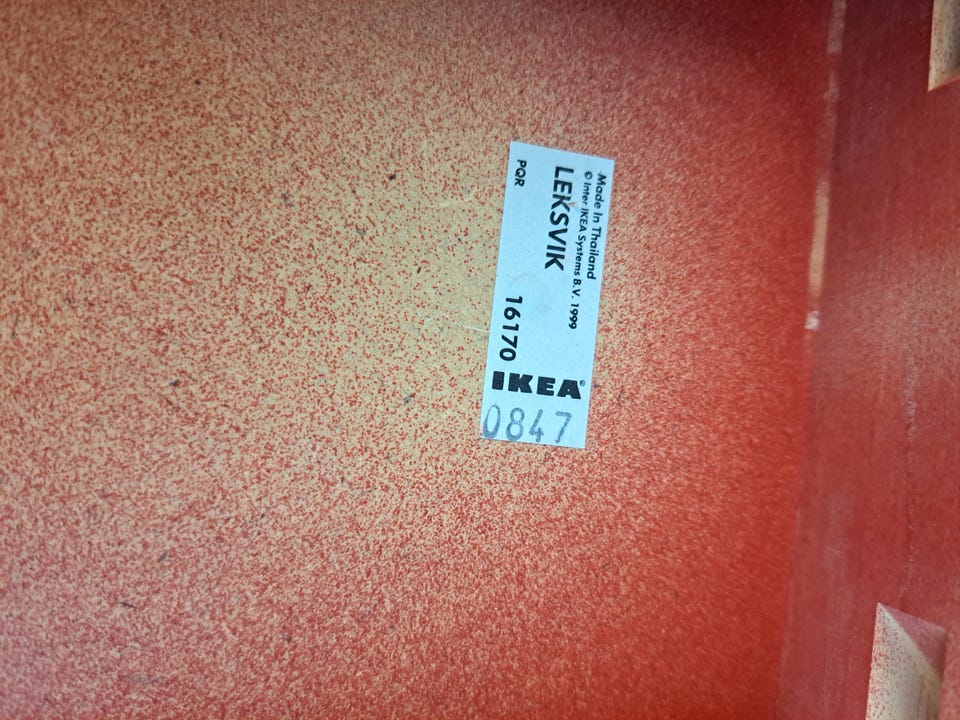 Made In Thailand
© Inter IKEA Systems B.V. 1999
LEKSVIK
PQR
16170
IKEA®
0847